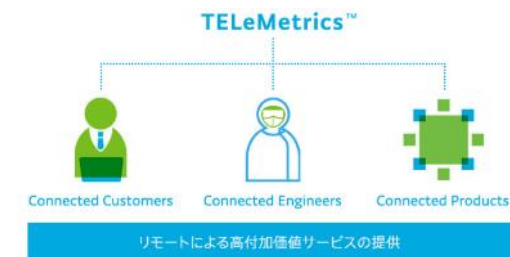 TELeMetrics™
Connected Customers
Connected Engineers
Connected Products
リモートによる高付加価値サービスの提供